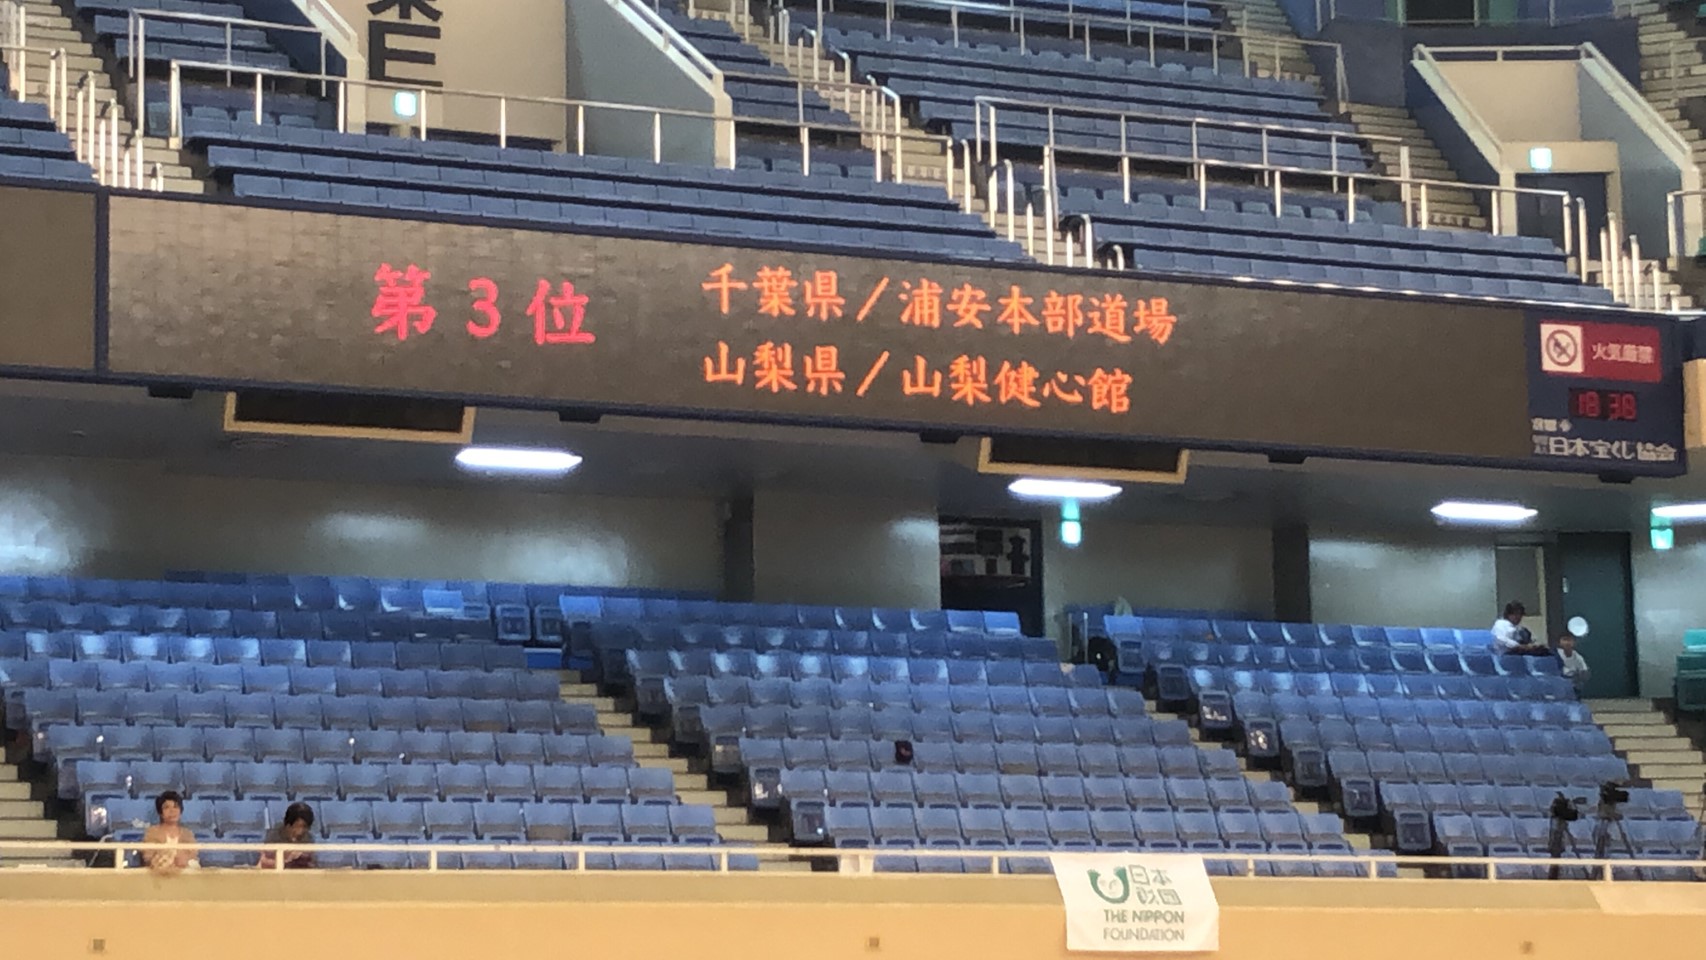 東
第3位
千葉県/浦安本部道場
山梨県/山梨健心館
火気厳禁
18 38
日本宝くじ協会
日本
財団
THE NIPPON
FOUNDATION